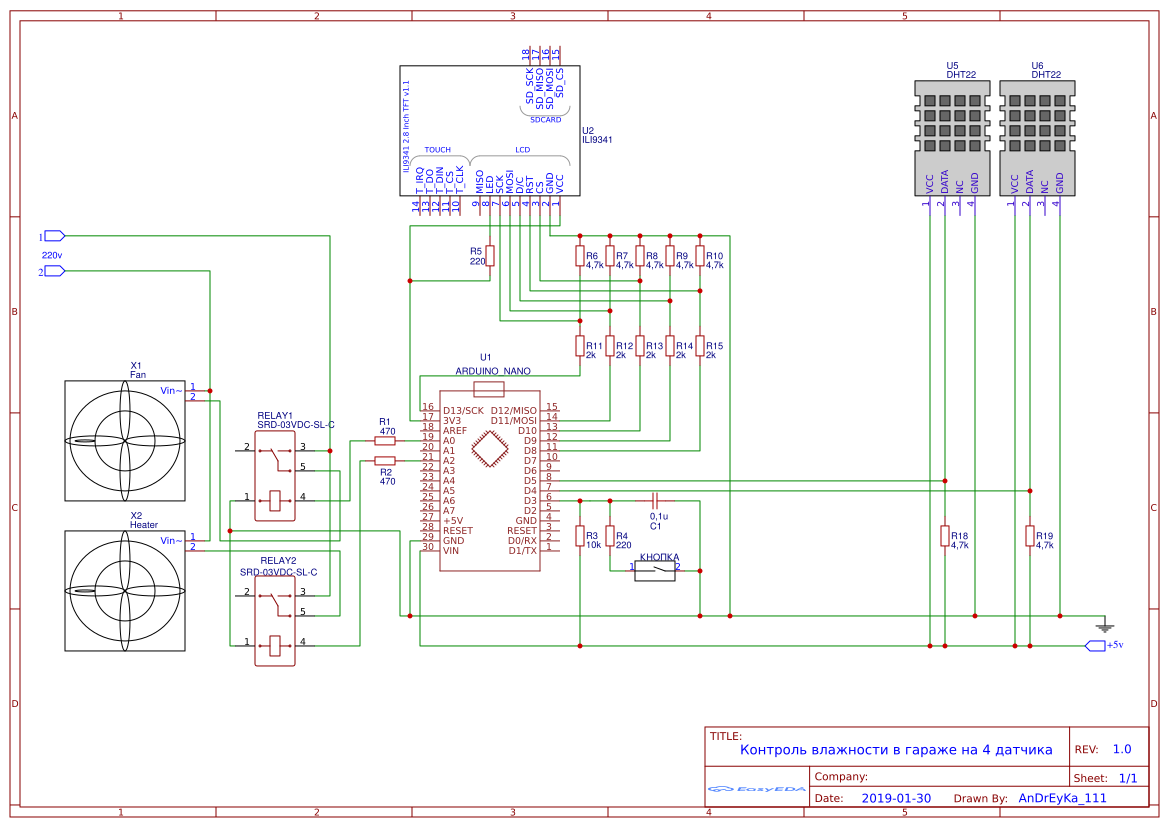 1 2 3 4 5
A A
B B
C C
D D
1 2 3 4 5
1
220v
2
X1
Fan
Vin~ 1
2
X2
Heater
Vin~ 1
2
RELAY1
SRD-03VDC-SL-C
2 3
5
1 4
RELAY2
SRD-03VDC-SL-C
2 3
5
1 4
R1
470
R2
470
ILI9341 2.8 Inch TFT v1.1
18 17 16 15
SD_SCK
SD_MISO
SD_MOSI
SD_CS
SDCARD
U2
ILI9341
TOUCH
LCD
T_IRQ
T_DO
T_DIN
T_CS
T_CLK
MISO
LED
SCK
MOSI
D/C
RST
CS
GND
VCC
14 13 12 11 10 9 8 7 6 5 4 3 2 1
R5
220
R6
4,7k
R7
4,7k
R8
4,7k
R9
4,7k
R10
4,7k
R11
2k
R12
2k
R13
2k
R14
2k
R15
2k
U1
ARDUINO_NANO
16 D13/SCK D12/MISO 15
17 3V3 D11/MOSI 14
18 AREF D10 13
19 A0 D9 12
20 A1 D8 11
21 A2 D7 10
22 A3 D6 9
23 A4 D5 8
24 A5 D4 7
25 A6 D3 6
26 A7 D2 5
27 +5V GND 4
28 RESET RESET 3
29 GND D0/RX 2
30 VIN D1/TX 1
R3
10k
R4
220
0,1u
C1
КНОПКА
1 2
U5
DHT22
VCC
DATA
NC
GND
1 2 3 4
U6
DHT22
VCC
DATA
NC
GND
1 2 3 4
R18
4,7k
R19
4,7k
+5v
TITLE:
Контроль влажности в гараже на 4 датчика
REV: 1.0
EasyEDA
Company:
Sheet: 1/1
Date: 2019-01-30 Drawn By: AnDrEyKa_111